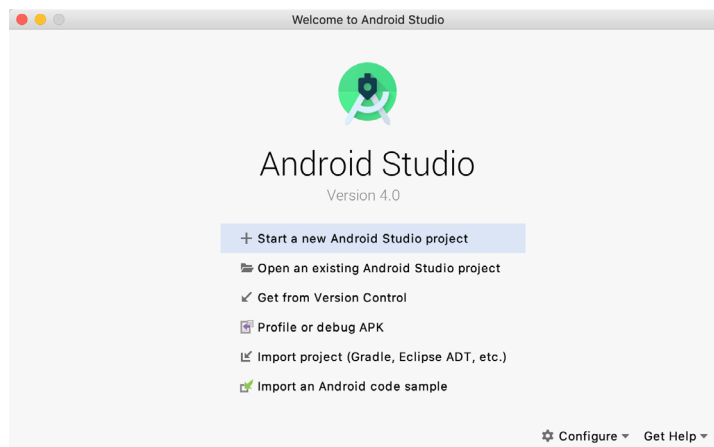 Welcome to Android Studio
Android Studio
Version 4.0
Start a new Android Studio project
Open an existing Android Studio project
Get from Version Control
Profile or debug APK
Import project (Gradle, Eclipse ADT, etc.)
Import an Android code sample
Configure Get Help